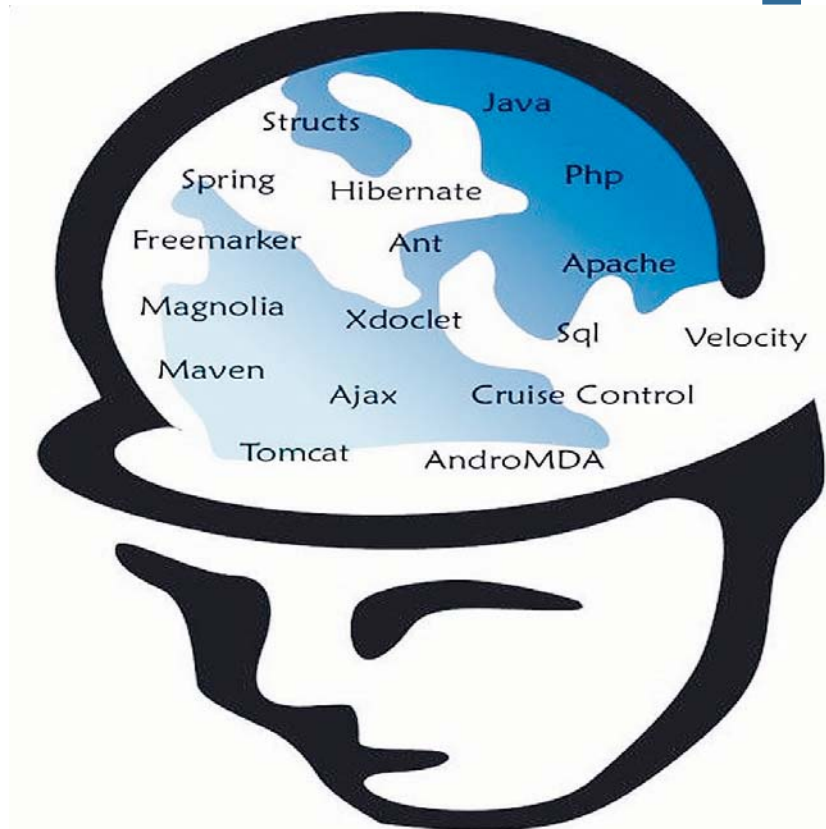 Java
Structs
Php
Spring
Hibernate
Freemarker
Ant
Apache
Magnolia
Xdoclet
Sql
Velocity
Maven
Ajax
Cruise Control
Tomcat
AndroMDA